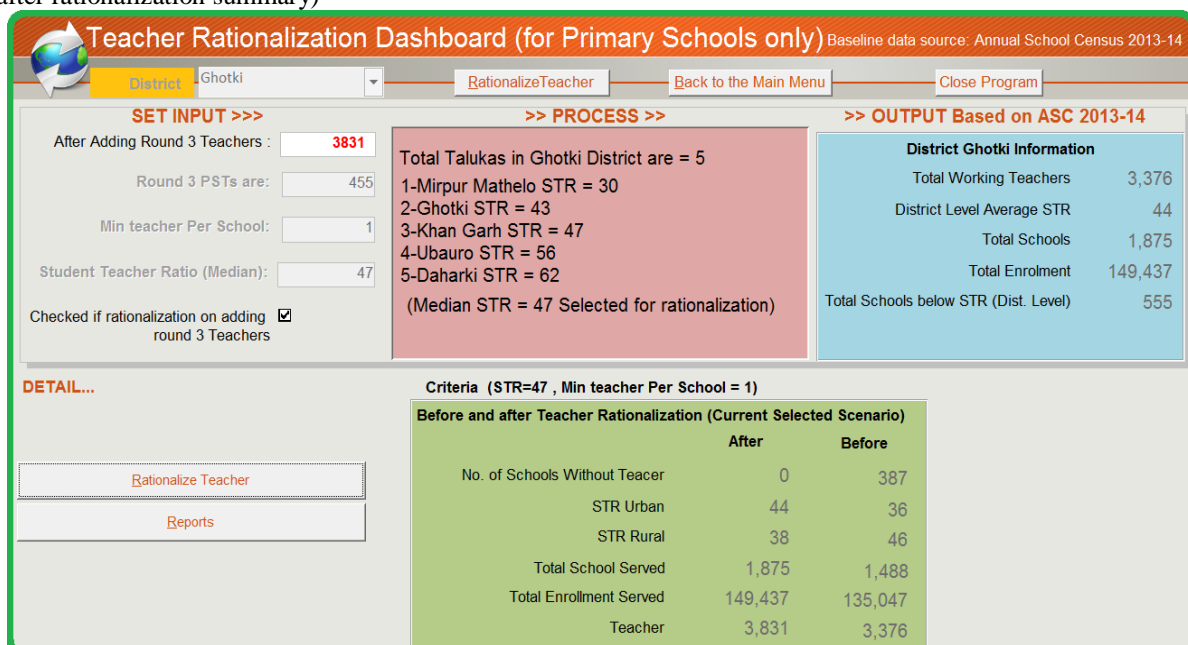 after rationalization summary)
Teacher Rationalization Dashboard (for Primary Schools only) Baseline data source: Annual School Census 2013-14
District Ghotki RationalizeTeacher Back to the Main Menu Close Program
SET INPUT >>>
After Adding Round 3 Teachers : 3831
Round 3 PSTs are: 455
Min teacher Per School: 1
Student Teacher Ratio (Median): 47
Checked if rationalization on adding
round 3 Teachers
>> PROCESS >>
Total Talukas in Ghotki District are = 5
1-Mirpur Mathelo STR = 30
2-Ghotki STR = 43
3-Khan Garh STR = 47
4-Ubauro STR = 56
5-Daharki STR = 62
(Median STR = 47 Selected for rationalization)
>> OUTPUT Based on ASC 2013-14
District Ghotki Information
Total Working Teachers 3,376
District Level Average STR 44
Total Schools 1,875
Total Enrolment 149,437
Total Schools below STR (Dist. Level) 555
DETAIL...
Rationalize Teacher
Reports
Criteria (STR=47 , Min teacher Per School = 1)
Before and after Teacher Rationalization (Current Selected Scenario)
After Before
No. of Schools Without Teacer 0 387
STR Urban 44 36
STR Rural 38 46
Total School Served 1,875 1,488
Total Enrollment Served 149,437 135,047
Teacher 3,831 3,376